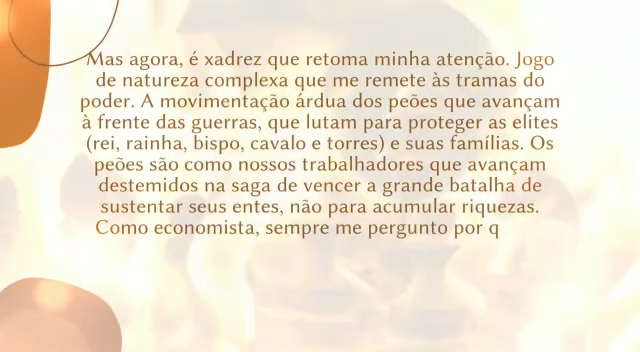 Mas agora, é xadrez que retoma minha atenção. Jogo
de natureza complexa que me remete às tramas do
poder. A movimentação árdua dos peões que avançam
à frente das guerras, que lutam para proteger as elites
(rei, rainha, bispo, cavalo e torres) e suas famílias. Os
peões são como nossos trabalhadores que avançam
destemidos na saga de vencer a grande batalha de
sustentar seus entes, não para acumular riquezas.
Como economista, sempre me pergunto por q